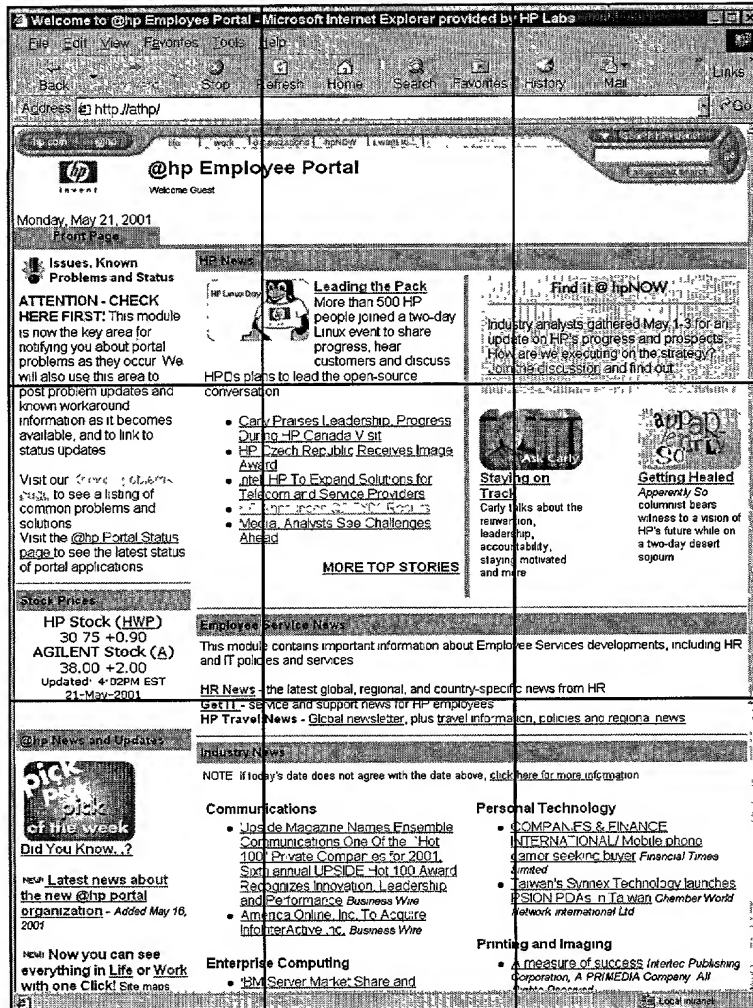 Welcome to @hp Employee Portal - Microsoft Internet Explorer provided by HP Labs
File Edit View Favorites Tools Help
Back Stop Refresh Home Search Favorites History Mail Links
Address http://athp/ Go
hp.com
life work organizations hpNOW I want to
hp
invent
@hp Employee Portal
Welcome Guest
advanced search
Monday, May 21, 2001
Front Page
Issues, Known
Problems and Status
ATTENTION - CHECK
HERE FIRST! This module
is now the key area for
notifying you about portal
problems as they occur. We
will also use this area to
post problem updates and
known workaround
information as it becomes
available, and to link to
status updates
Visit our
to see a listing of
common problems and
solutions
Visit the @hp Portal Status
page to see the latest status
of portal applications
Stock Prices
HP Stock (HWP)
30 75 +0.90
AGILENT Stock (A)
38.00 +2.00
Updated: 4:02PM EST
21-May-2001
@hp News and Updates
pick
pick
pick
of the week
Did You Know..?
NEW! Latest news about
the new @hp portal
organization - Added May 16,
2001
NEW! Now you can see
everything in Life or Work
with one Click! Site maps
HP News
HP Linux Day
Leading the Pack
More than 500 HP
people joined a two-day
Linux event to share
progress, hear
customers and discuss
HP□s plans to lead the open-source
conversation
• Carly Praises Leadership, Progress
During HP Canada Visit
• HP Czech Republic Receives Image
Award
• Intel HP To Expand Solutions for
Telecom and Service Providers
• Media, Analysts See Challenges
Ahead
MORE TOP STORIES
Find it @ hpNOW
Industry analysts gathered May 1-3 for an
update on HP's progress and prospects
How are we executing on the strategy?
Join the discussion and find out
Ask Carly
Staying on
Track
Carly talks about the
reinvention,
leadership,
accountability,
staying motivated
and more
apparently
So
Getting Healed
Apparently So
columnist bears
witness to a vision of
HP's future while on
a two-day desert
sojourn
Employee Service News
This module contains important information about Employee Services developments, including HR
and IT policies and services
HR News - the latest global, regional, and country-specific news from HR
GetIT - service and support news for HP employees
HP Travel News - Global newsletter, plus travel information, policies and regional news
Industry News
NOTE if today's date does not agree with the date above, click here for more information
Communications
• Upside Magazine Names Ensemble
Communications One Of the `Hot
100' Private Companies for 2001,
Sixth annual UPSIDE Hot 100 Award
Recognizes Innovation, Leadership
and Performance Business Wire
• America Online, Inc. To Acquire
InfoInterActive Inc. Business Wire
Enterprise Computing
• IBM Server Market Share and
Personal Technology
• COMPANIES & FINANCE
INTERNATIONAL/ Mobile phone
seeking buyer Financial Times
Limited
• Taiwan's Synnex Technology launches
PSION PDAs in Taiwan Chamber World
Network International Ltd
Printing and Imaging
• A measure of success Intertec Publishing
Corporation, A PRIMEDIA Company All
Rights Reserved
Local intranet